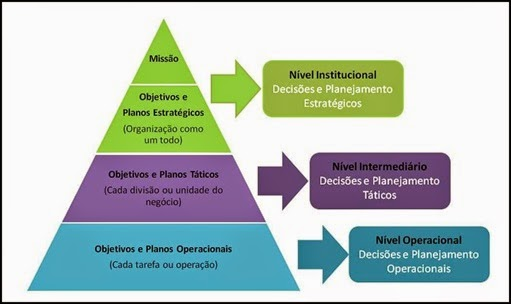 Missão
Objetivos e
Planos Estratégicos
(Organização como
um todo)
Nível Institucional
Decisões e Planejamento
Estratégicos
Objetivos e Planos Táticos
(Cada divisão ou unidade do
negócio)
Nível Intermediário
Decisões e Planejamento
Táticos
Objetivos e Planos Operacionais
(Cada tarefa ou operação)
Nível Operacional
Decisões e Planejamento
Operacionais